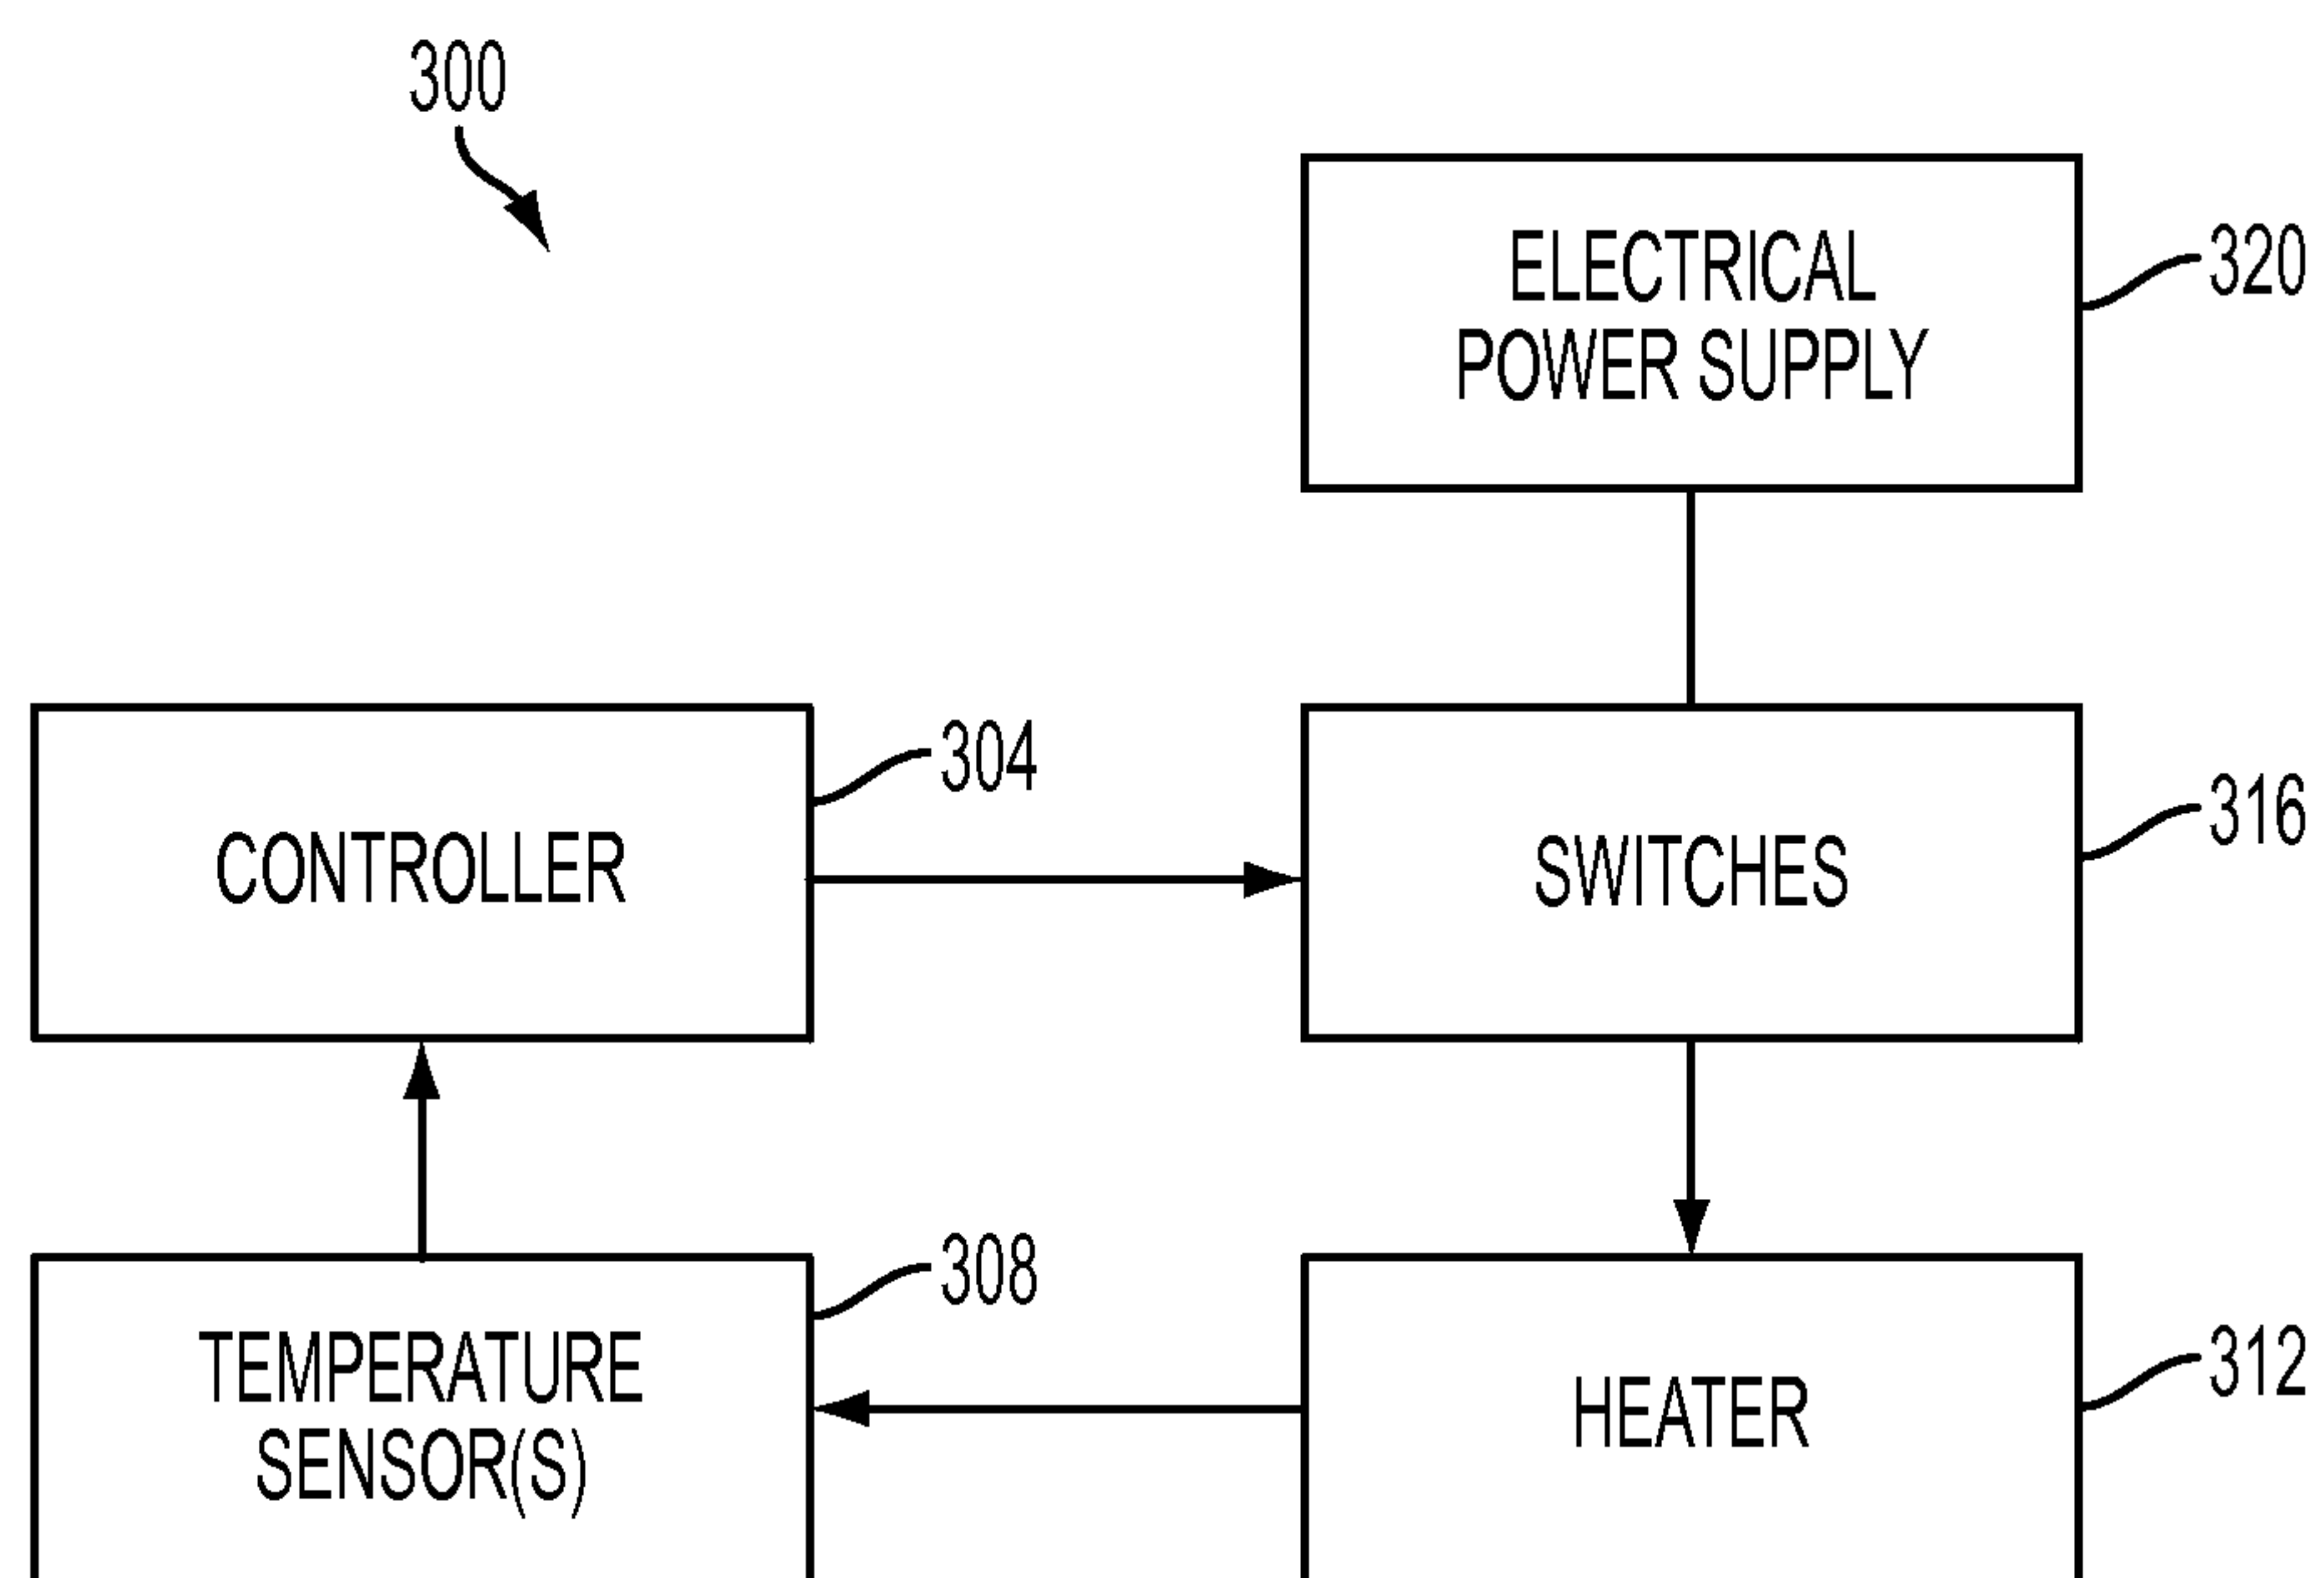 300
ELECTRICAL
POWER SUPPLY
320
304
CONTROLLER
SWITCHES
316
308
TEMPERATURE
SENSOR(S)
HEATER
312